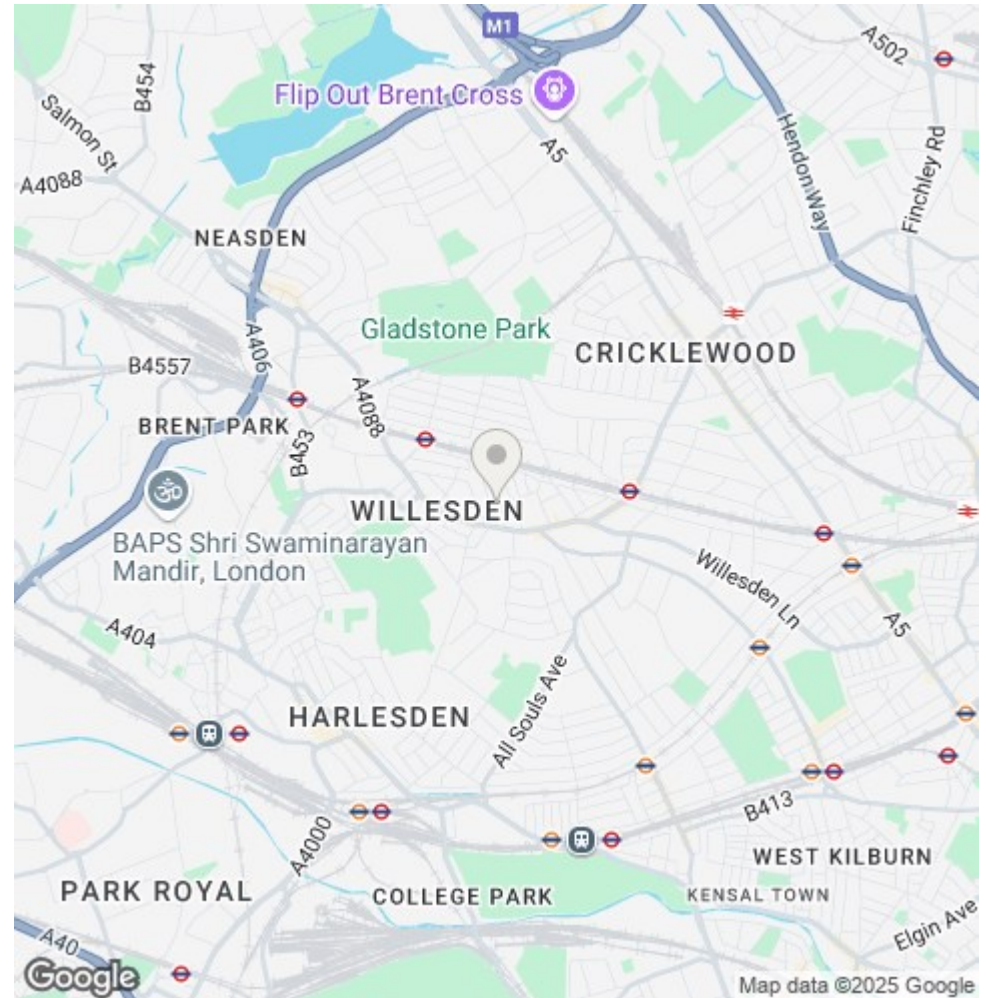 M1
A502
B454
Flip Out Brent Cross
Salmon St
A5
Hendon Way
Finchley Rd
A4088
NEASDEN
Gladstone Park
A406
CRICKLEWOOD
B4557
A4088
BRENT PARK
B453
WILLESDEN
BAPS Shri Swaminarayan
Mandir, London
Willesden Ln
A404
A5
HARLESDEN
All Souls Ave
B413
A4000
WEST KILBURN
PARK ROYAL
COLLEGE PARK
KENSAL TOWN
Elgin Ave
A40
Google
Map data ©2025 Google